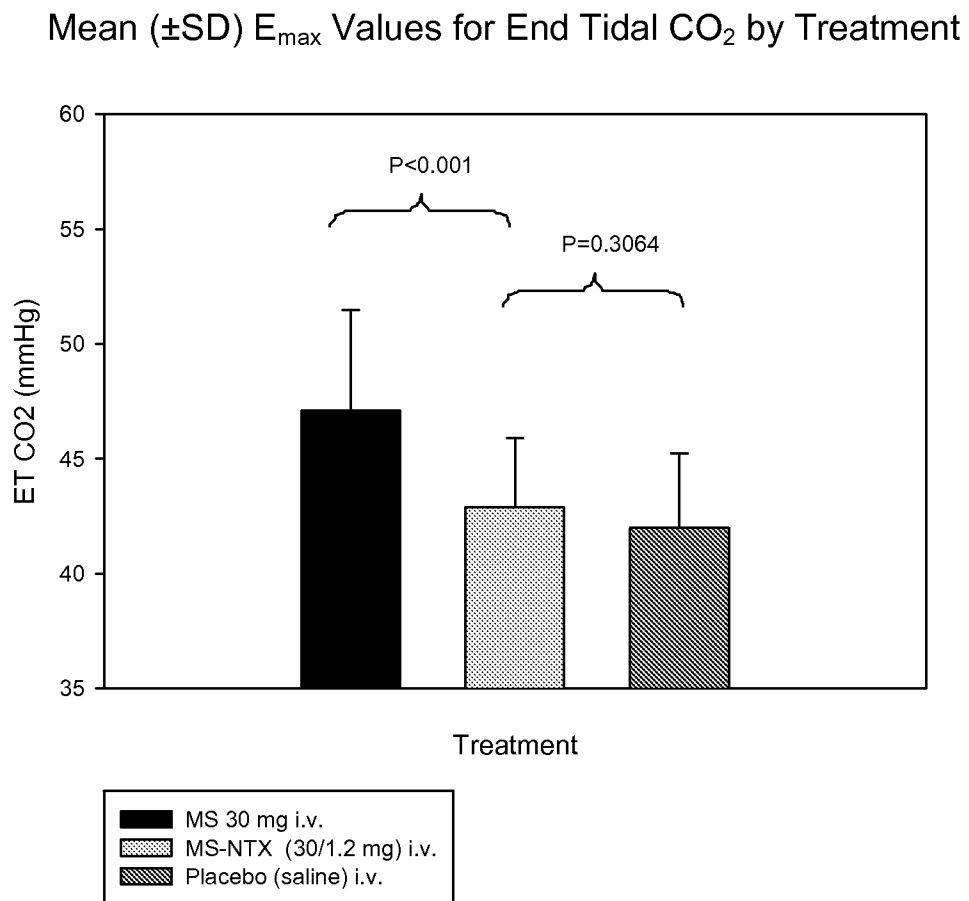 Mean (±SD) Emax Values for End Tidal CO2 by Treatment
60
P<0.001
55
P=0.3064
50
ET CO2 (mmHg)
45
40
35
Treatment
MS 30 mg i.v.
MS-NTX (30/1.2 mg) i.v.
Placebo (saline) i.v.